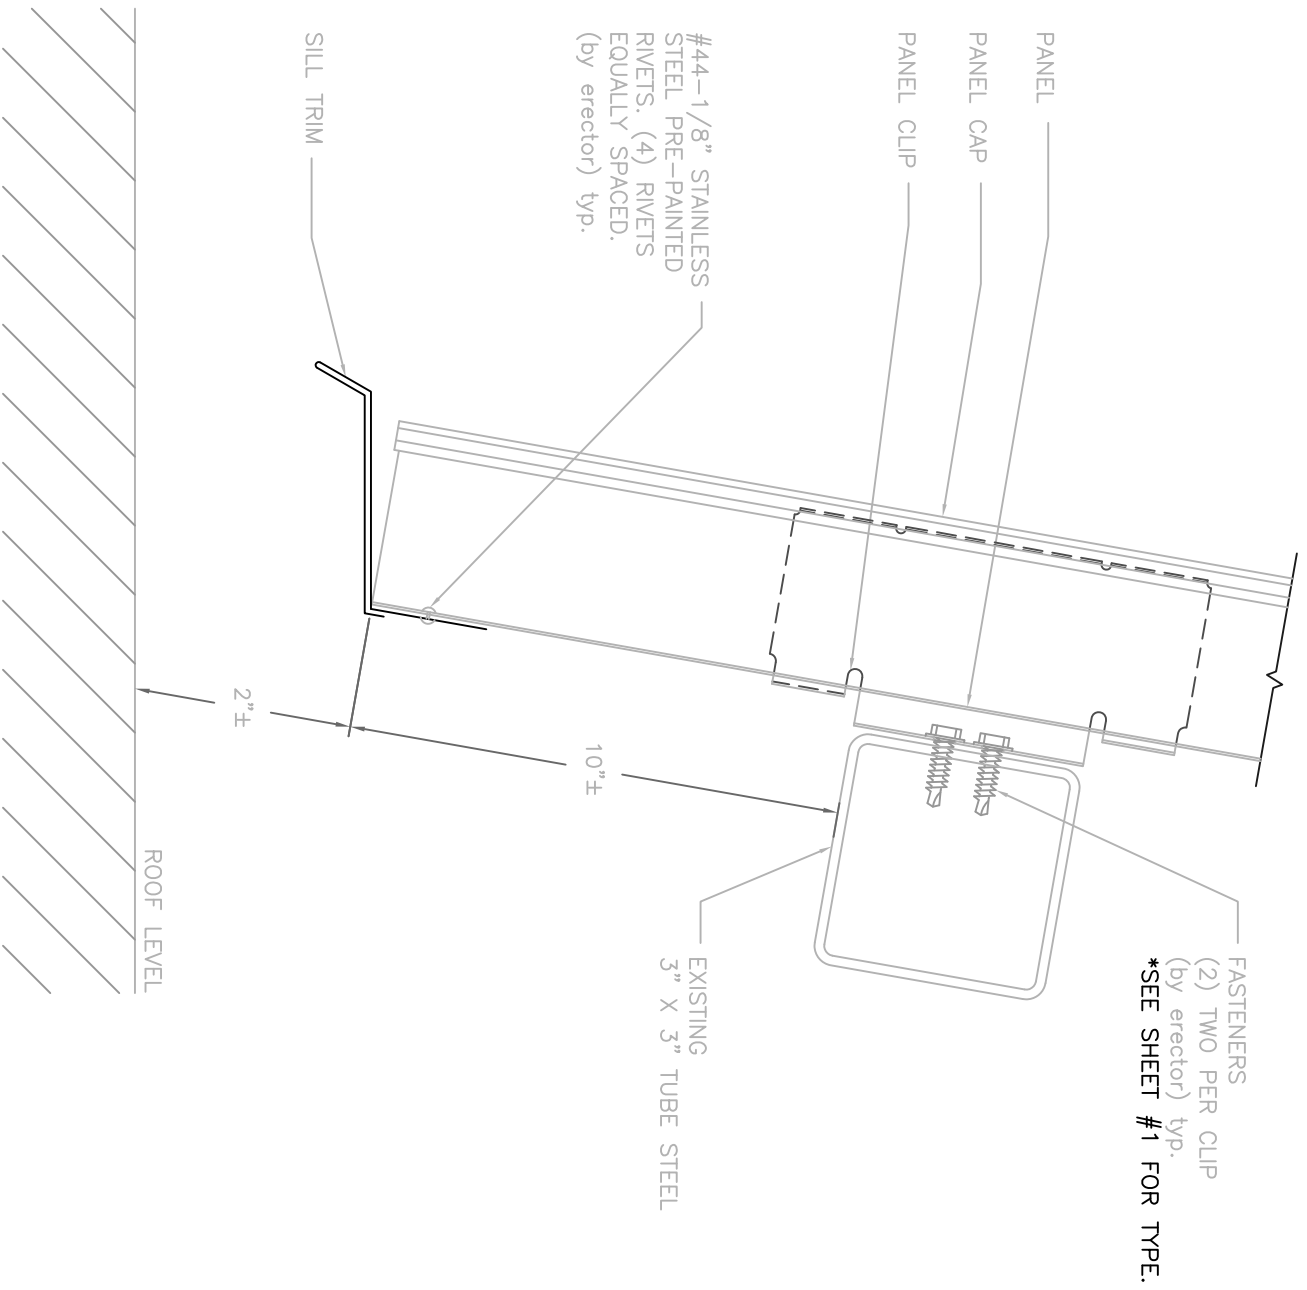 PANEL
PANEL CAP
PANEL CLIP
#44-1/8" STAINLESS
STEEL PRE-PAINTED
RIVETS. (4) RIVETS
EQUALLY SPACED.
(by erector) typ.
SILL TRIM
FASTENERS
(2) TWO PER CLIP
(by erector) typ.
*SEE SHEET #1 FOR TYPE.
EXISTING
3" X 3" TUBE STEEL
10"±
2"±
ROOF LEVEL